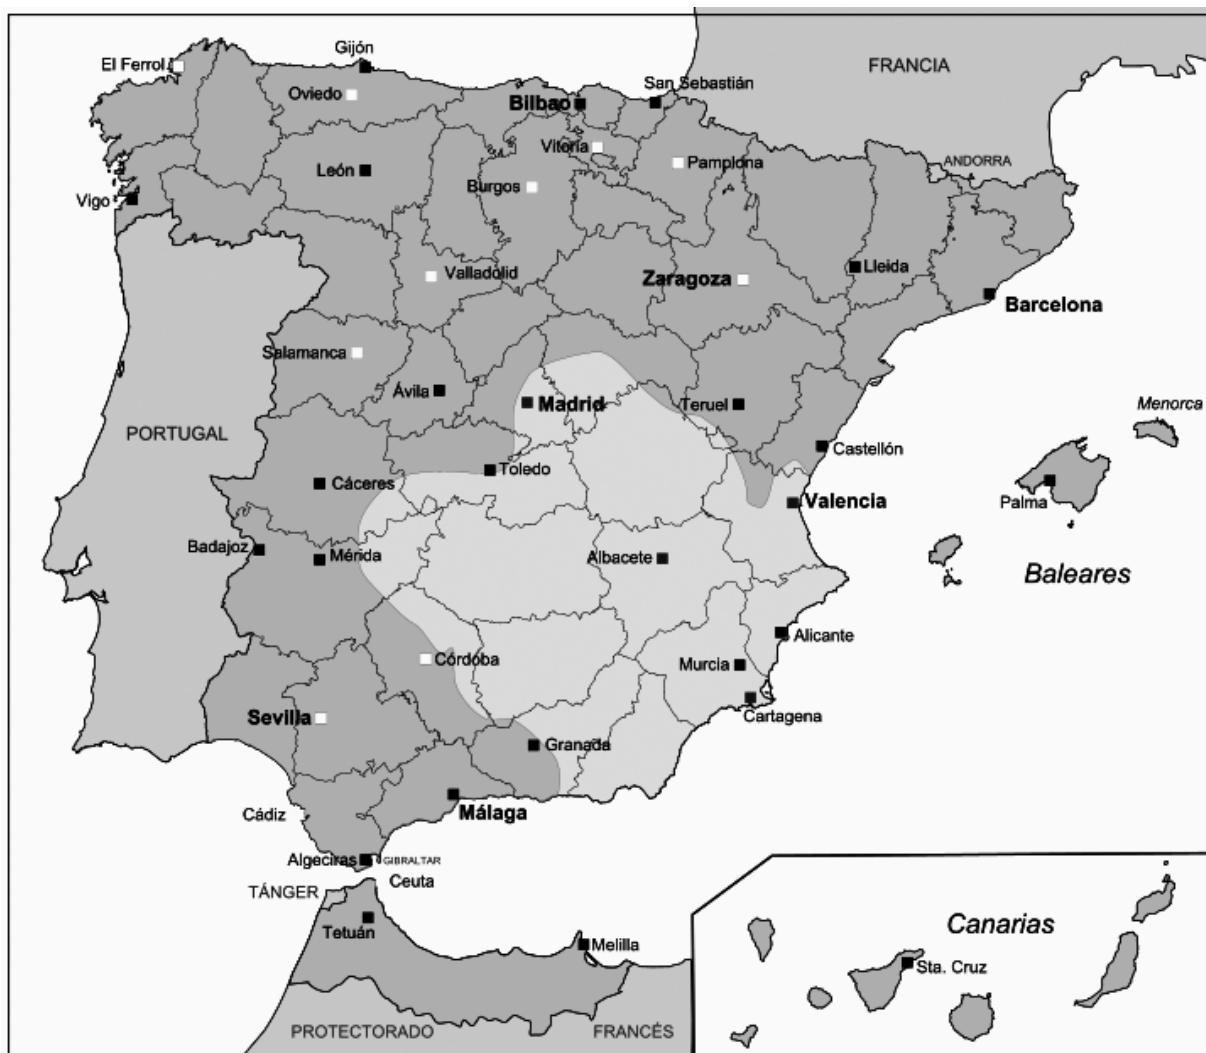 Gijón
El Ferrol
FRANCIA
Oviedo
San Sebastián
Bilbao
Vitoria
Pamplona
ANDORRA
León
Burgos
Vigo
Lleida
Valladolid
Zaragoza
Barcelona
Salamanca
Ávila
Madrid
Teruel
Menorca
PORTUGAL
Castellón
Toledo
Cáceres
Valencia
Palma
Badajoz
Mérida
Albacete
Baleares
Alicante
Córdoba
Murcia
Sevilla
Cartagena
Granada
Cádiz
Málaga
Algeciras
GIBRALTAR
Ceuta
TÁNGER
Tetuán
Melilla
Canarias
Sta. Cruz
PROTECTORADO
FRANCÉS